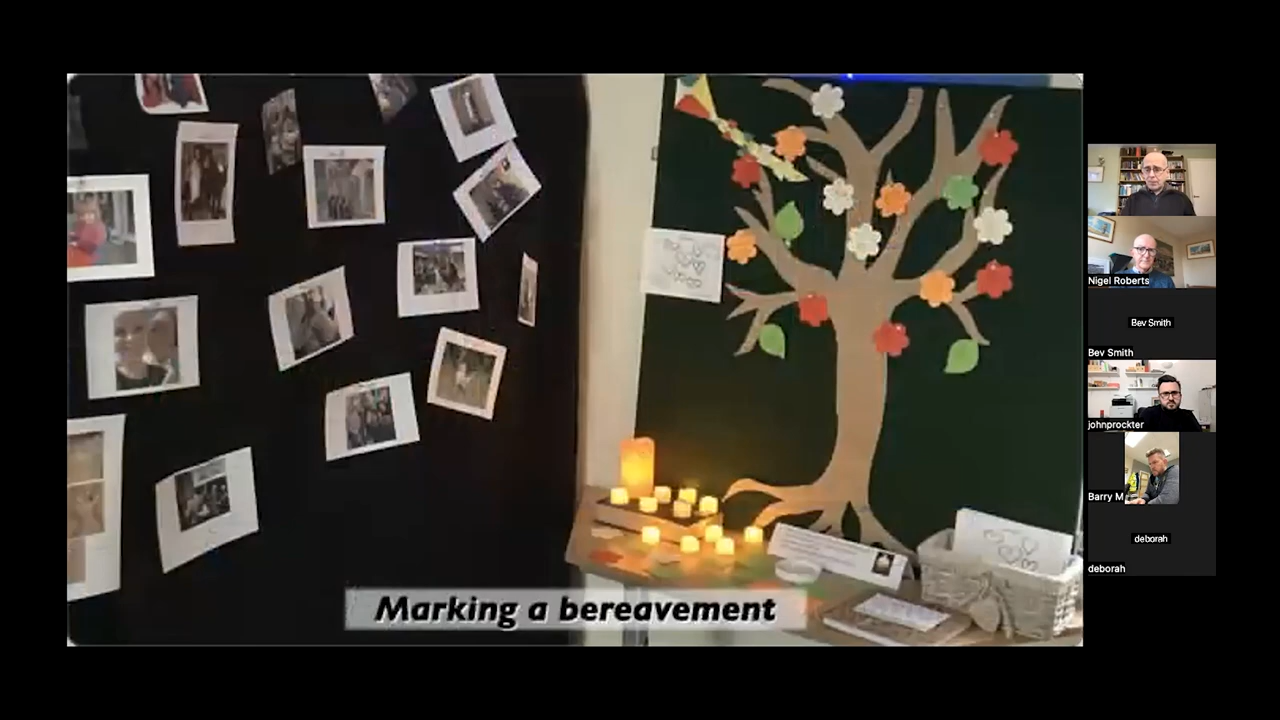 Marking a bereavement
Nigel Roberts
Bev Smith
Bev Smith
johnprockter
Barry M
deborah
deborah